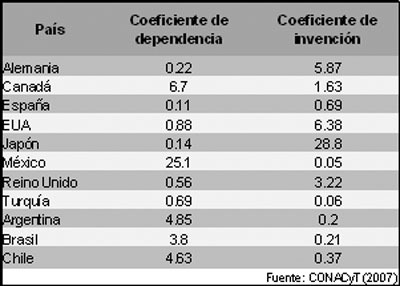 País Coeficiente de dependencia Coeficiente de invención
Alemania 0.22 5.87
Canadá 6.7 1.63
España 0.11 0.69
EUA 0.88 6.38
Japón 0.14 28.8
México 25.1 0.05
Reino Unido 0.56 3.22
Turquía 0.69 0.06
Argentina 4.85 0.2
Brasil 3.8 0.21
Chile 4.63 0.37
Fuente: CONACyT (2007)